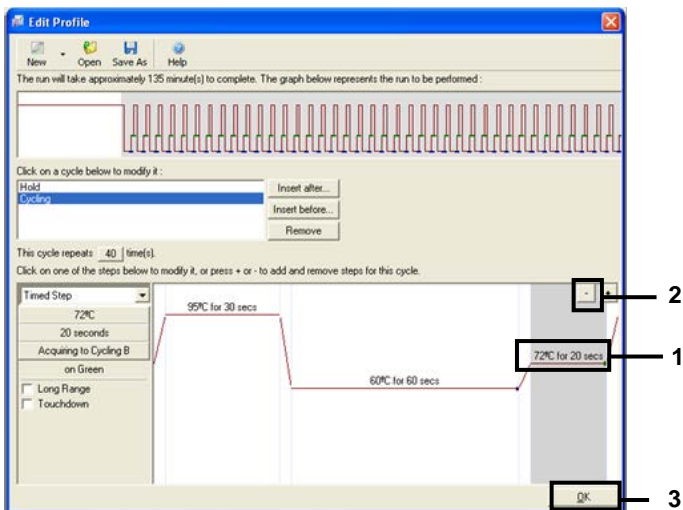 Edit Profile
New Open Save As Help
The run will take approximately 135 minute(s) to complete. The graph below represents the run to be performed :
Click on a cycle below to modify it :
Hold
Cycling
Insert after...
Insert before...
Remove
This cycle repeats 40 time(s).
Click on one of the steps below to modify it, or press + or - to add and remove steps for this cycle.
Timed Step
72ºC
20 seconds
Acquiring to Cycling B
on Green
Long Range
Touchdown
95ºC for 30 secs
60ºC for 60 secs
72ºC for 20 secs
- +
2
1
OK
3